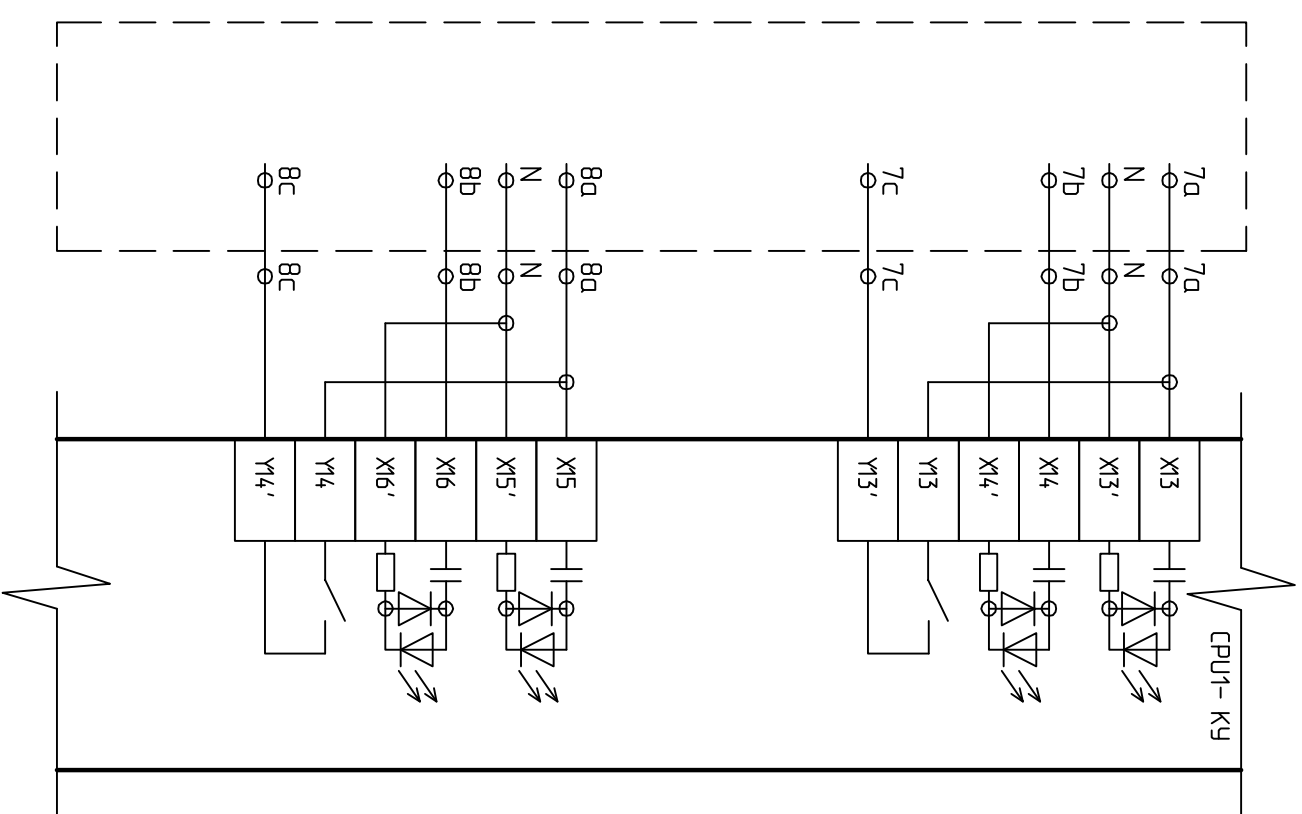 CPU1- КУ
7a 7a
X13
N N
X13'
7b 7b
X14
X14'
Y13
7c 7c
Y13'
8a 8a
X15
N N
X15'
8b 8b
X16
X16'
Y14
8c 8c
Y14'